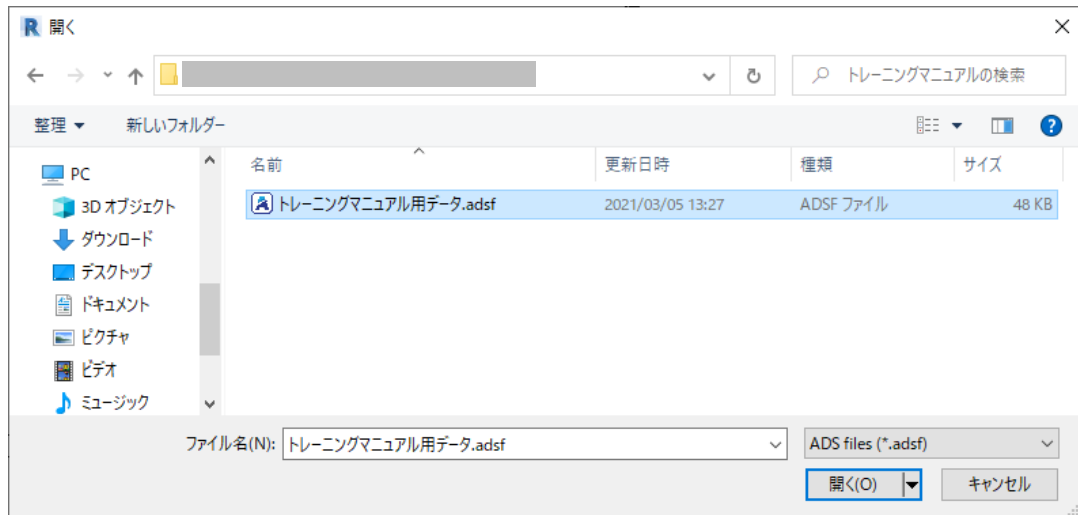 開く
トレーニングマニュアルの検索
整理 新しいフォルダー
名前 更新日時 種類 サイズ
PC
3D オブジェクト
ダウンロード
デスクトップ
ドキュメント
ピクチャ
ビデオ
ミュージック
トレーニングマニュアル用データ.adsf 2021/03/05 13:27 ADSF ファイル 48 KB
ファイル名(N): トレーニングマニュアル用データ.adsf ADS files (*.adsf)
開く(O) キャンセル